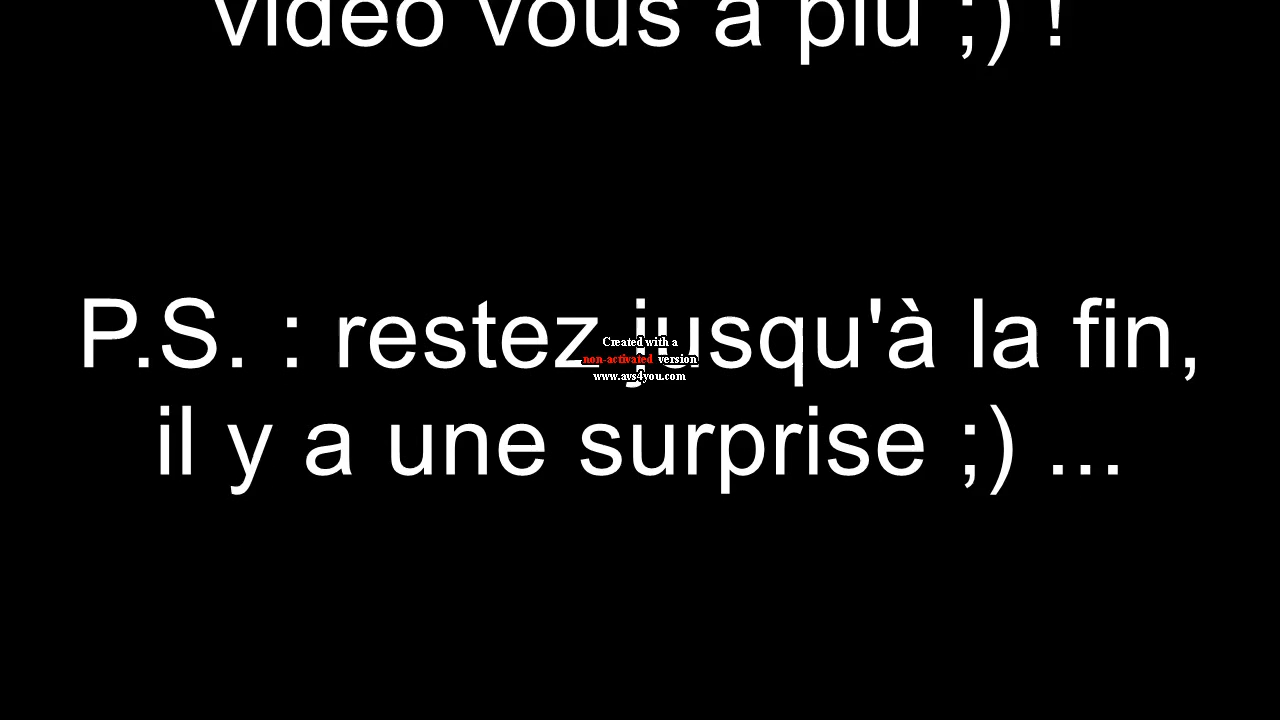 vidéo vous a plu ;) !
P.S. : restez jusqu'à la fin,
Created with a
non-activated version
www.avs4you.com
il y a une surprise ;) ...